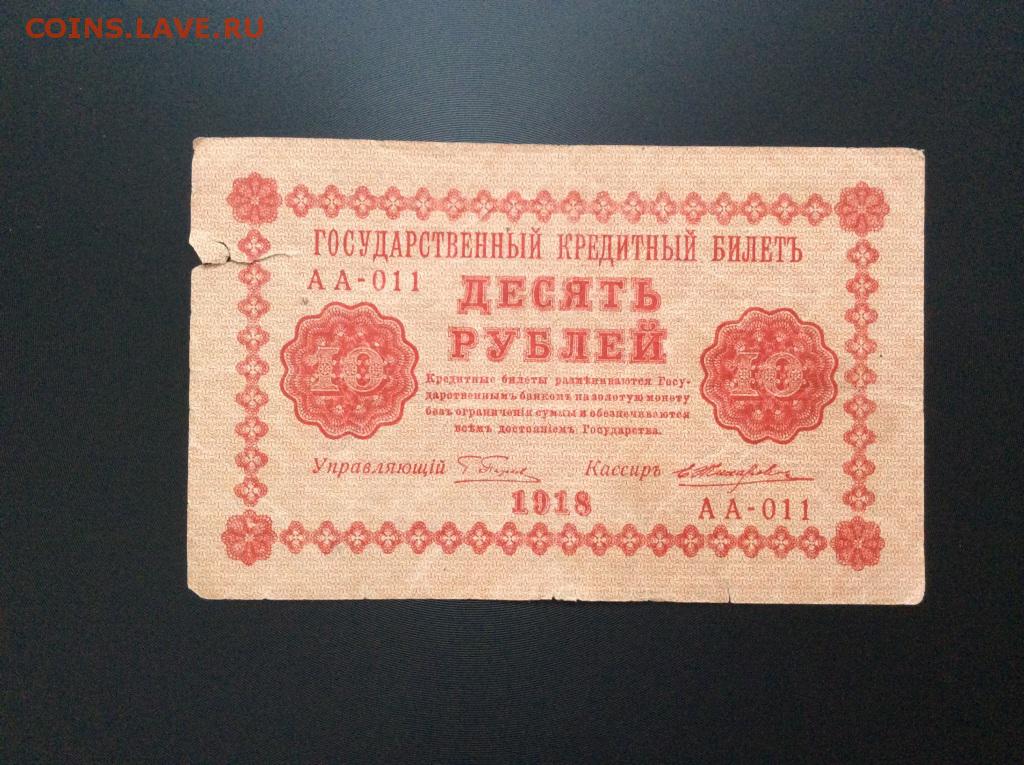 COINS.LAVE.RU
ГОСУДАРСТВЕННЫЙ КРЕДИТНЫЙ БИЛЕТЪ
АА-011
ДЕСЯТЬ
РУБЛЕЙ
10
10
Кредитные билеты размѣниваются Госу-
дарственнымъ банкомъ на золотую монету
безъ ограниченія суммы и обезпечиваются
всѣмъ достояніемъ Государства.
Управляющій
Кассиръ
1918
АА-011